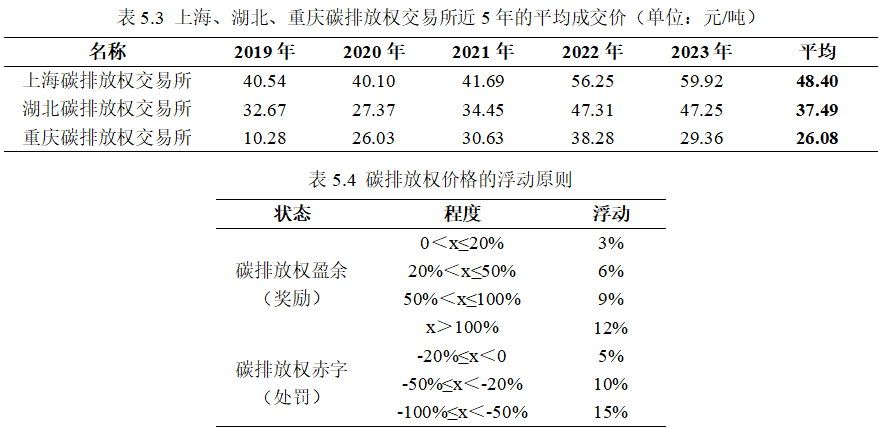 表 5.3 上海、湖北、重庆碳排放权交易所近 5 年的平均成交价（单位：元/吨）
名称 2019 年 2020 年 2021 年 2022 年 2023 年 平均
上海碳排放权交易所 40.54 40.10 41.69 56.25 59.92 48.40
湖北碳排放权交易所 32.67 27.37 34.45 47.31 47.25 37.49
重庆碳排放权交易所 10.28 26.03 30.63 38.28 29.36 26.08
表 5.4 碳排放权价格的浮动原则
状态 程度 浮动
碳排放权盈余
（奖励）
0＜x≤20% 3%
20%＜x≤50% 6%
50%＜x≤100% 9%
x＞100% 12%
碳排放权赤字
（处罚）
-20%≤x＜0 5%
-50%≤x＜-20% 10%
-100%≤x＜-50% 15%